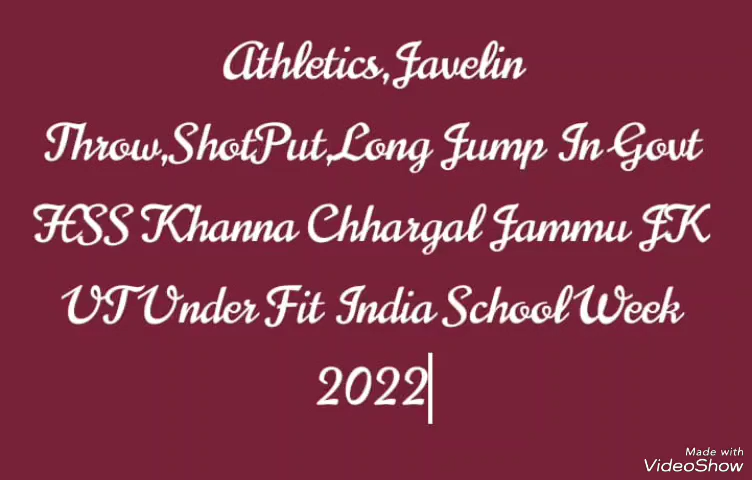 Athletics,Javelin
Throw,ShotPut,Long Jump In Govt
HSS Khanna Chhargal Jammu JK
UT Under Fit India School Week
2022
Made with
VideoShow